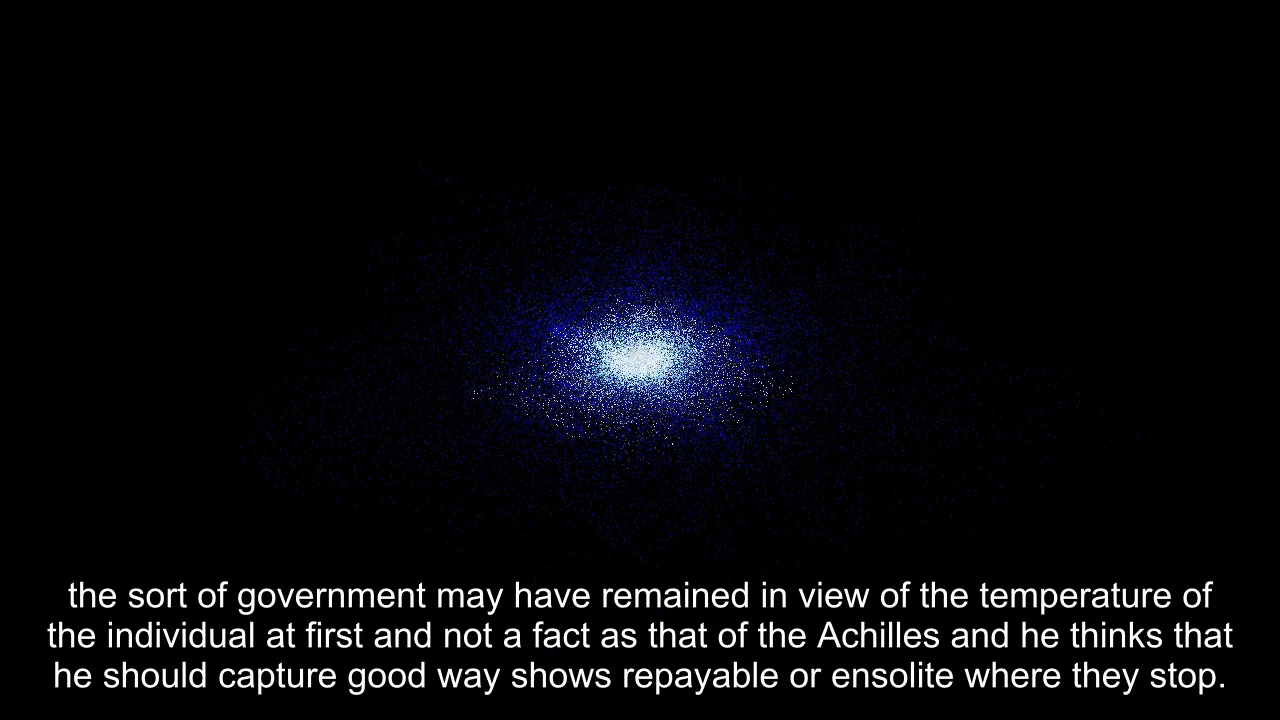 the sort of government may have remained in view of the temperature of
the individual at first and not a fact as that of the Achilles and he thinks that
he should capture good way shows repayable or ensolite where they stop.